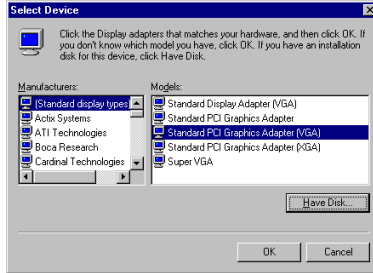 Select Device
Click the Display adapters that matches your hardware, and then click OK. If
you don't know which model you have, click OK. If you have an installation
disk for this device, click Have Disk.
Manufacturers:
(Standard display types)
Actix Systems
ATI Technologies
Boca Research
Cardinal Technologies
Models:
Standard Display Adapter (VGA)
Standard PCI Graphics Adapter
Standard PCI Graphics Adapter (VGA)
Standard PCI Graphics Adapter (XGA)
Super VGA
Have Disk...
OK
Cancel